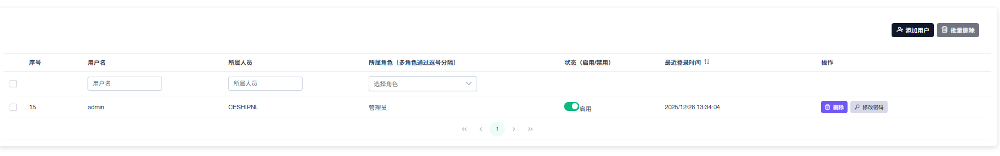 添加用户 批量删除
序号 用户名 所属人员 所属角色（多角色通过逗号分隔） 状态（启用/禁用） 最近登录时间 操作
用户名 所属人员 选择角色
15 admin CESHIPNL 管理员 启用 2025/12/26 13:34:04 删除 修改密码
1